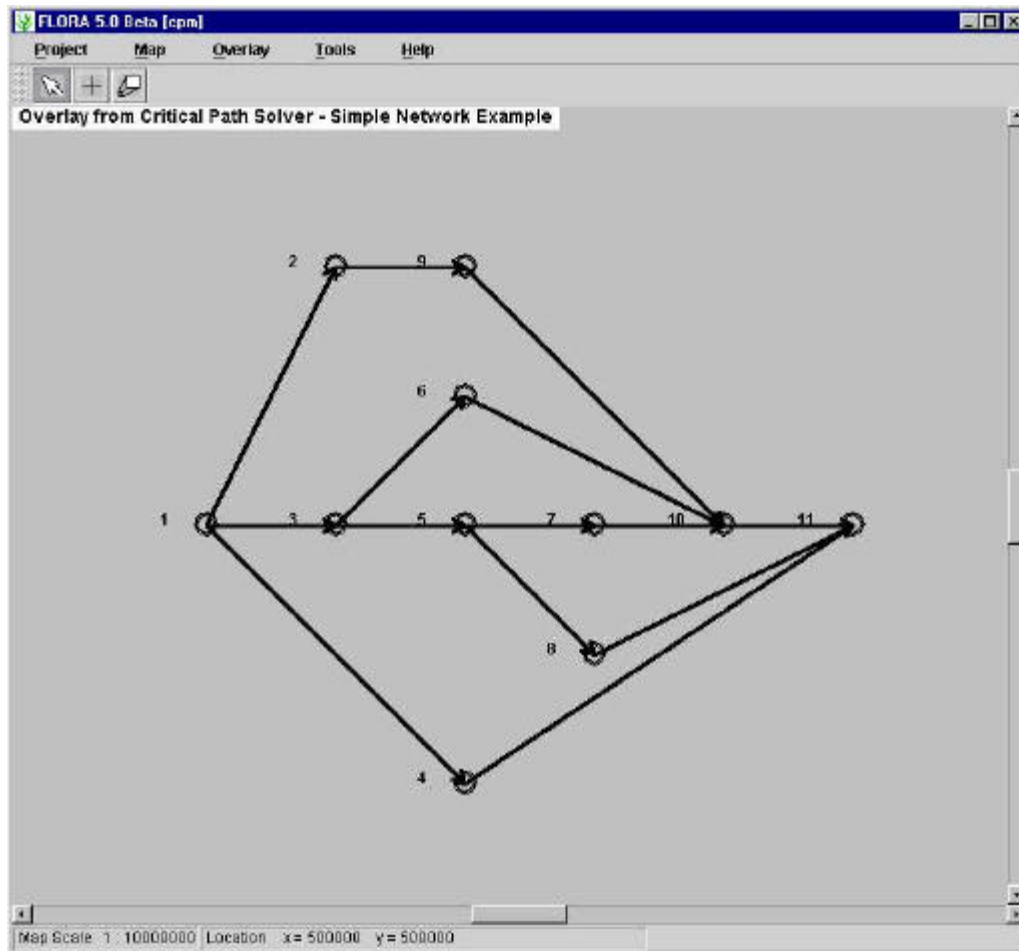 FLORA 5.0 Beta [cpm]
Project Map Overlay Tools Help
Overlay from Critical Path Solver - Simple Network Example
2 9
6
1 3 5 7 10 11
8
4
Map Scale 1 : 10000000 Location x = 500000 y = 500000